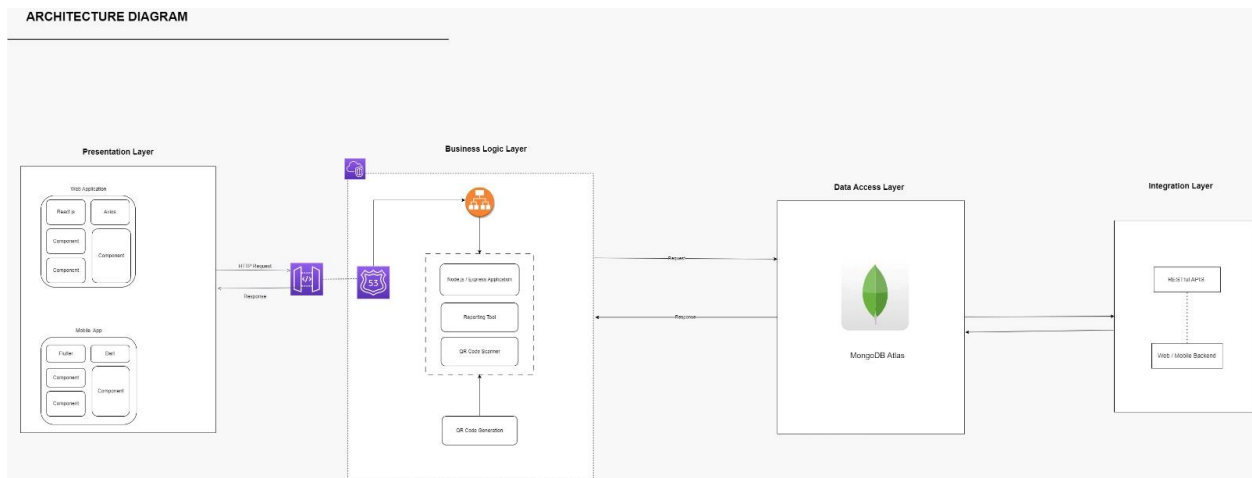 ARCHITECTURE DIAGRAM
Presentation Layer
Web Application
React js
Axios
Component
Component
Component
Mobile App
Flutter
Dart
Component
Component
Component
HTTP Request
Response
Business Logic Layer
53
Node js / Express Application
Reporting Tool
QR Code Scanner
QR Code Generation
Request
Response
Data Access Layer
MongoDB Atlas
Integration Layer
RESTful APIS
Web / Mobile Backend